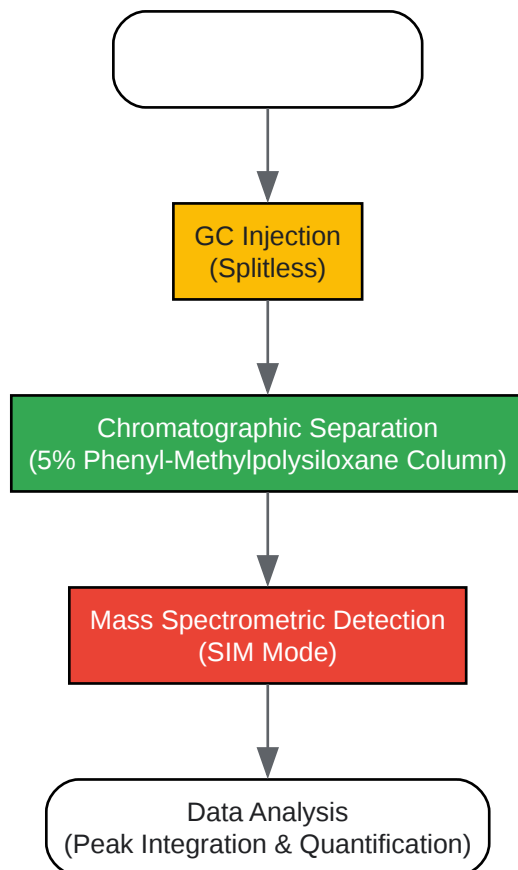 GC Injection
(Splitless)
Chromatographic Separation
(5% Phenyl-Methylpolysiloxane Column)
Mass Spectrometric Detection
(SIM Mode)
Data Analysis
(Peak Integration & Quantification)